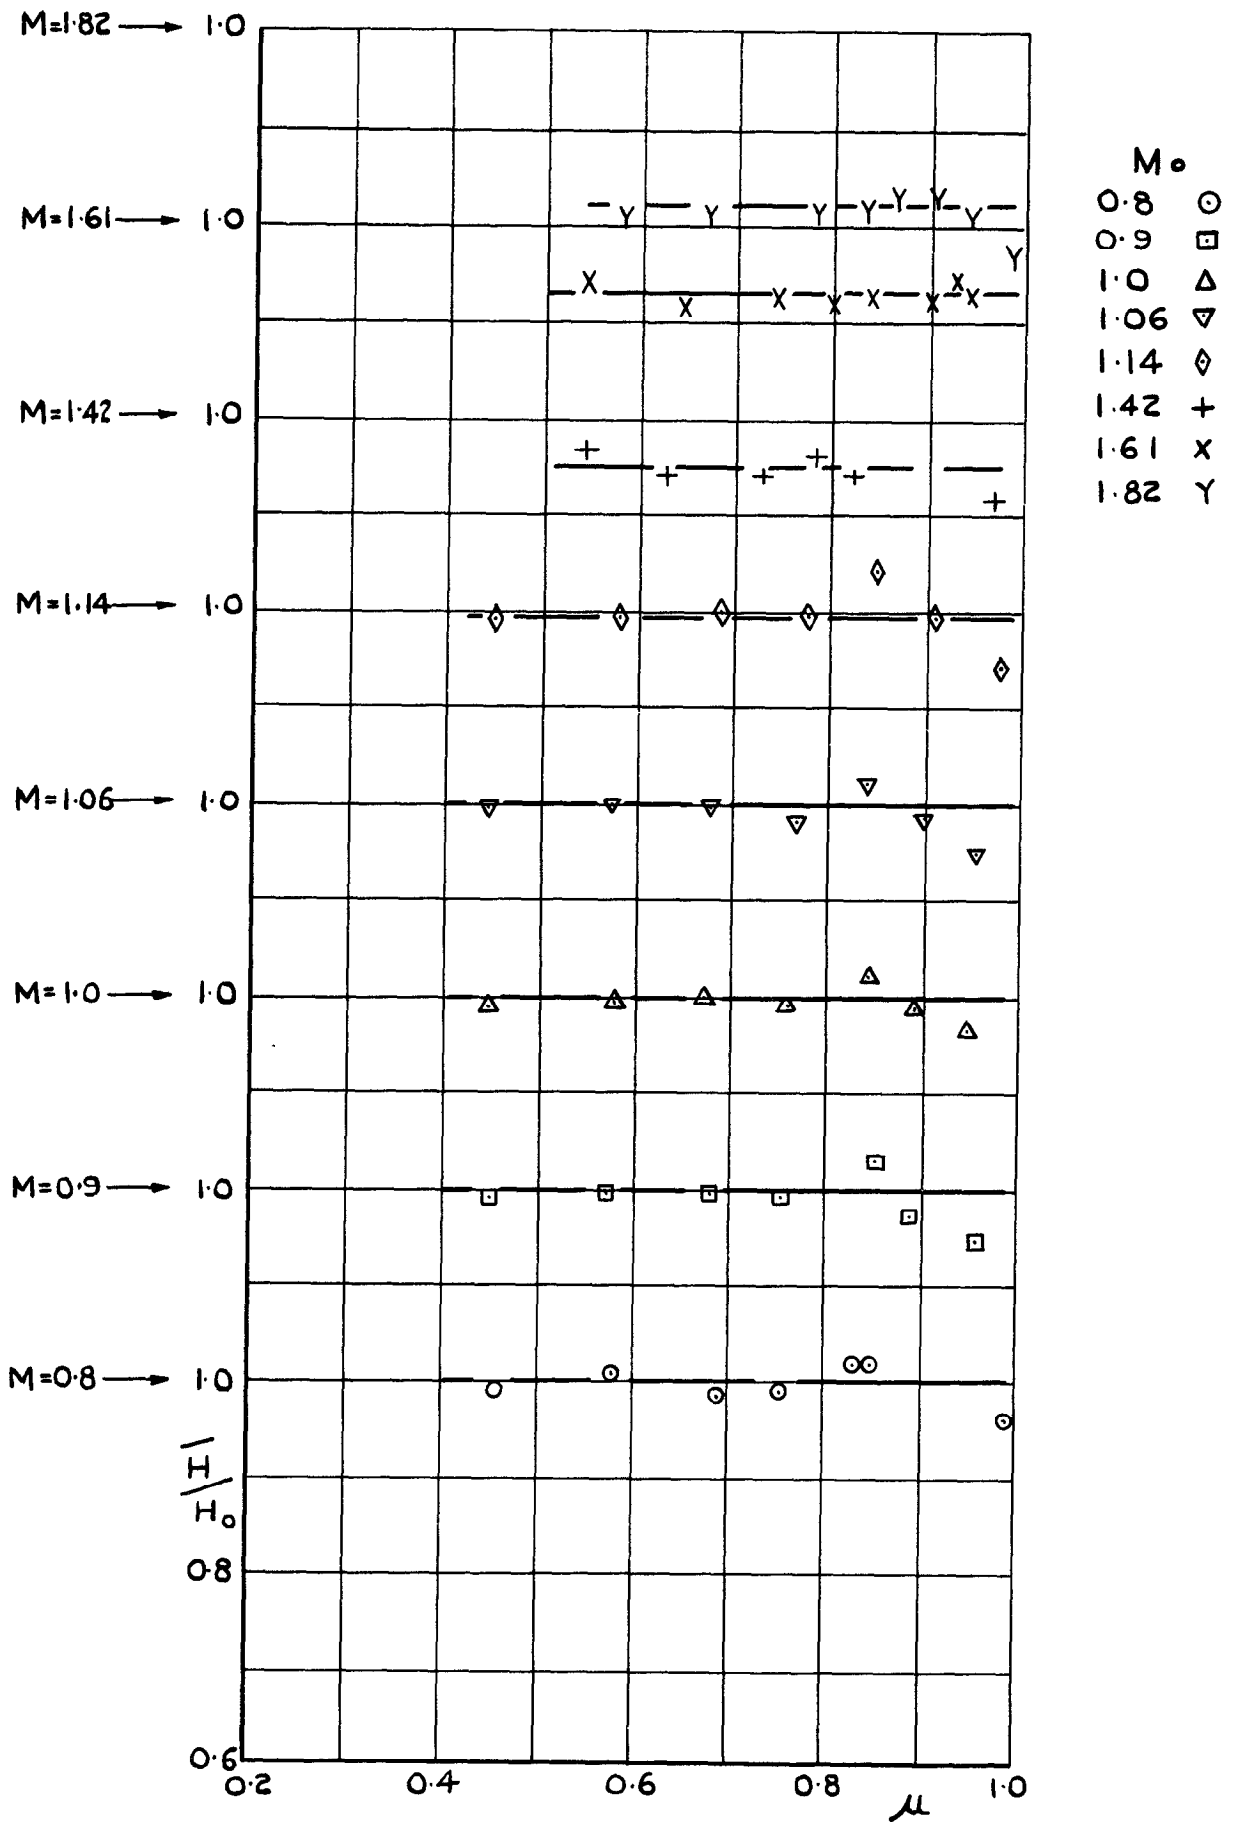 M=1.82 → 1.0
M=1.61 → 1.0
M=1.42 → 1.0
M=1.14 → 1.0
M=1.06 → 1.0
M=1.0 → 1.0
M=0.9 → 1.0
M=0.8 → 1.0
H̅/H₀
0.8
0.6
0.2 0.4 0.6 0.8 1.0
μ
M₀
0.8 ⊙
0.9 ⊡
1.0 △
1.06 ▽
1.14 ◊
1.42 +
1.61 X
1.82 Y